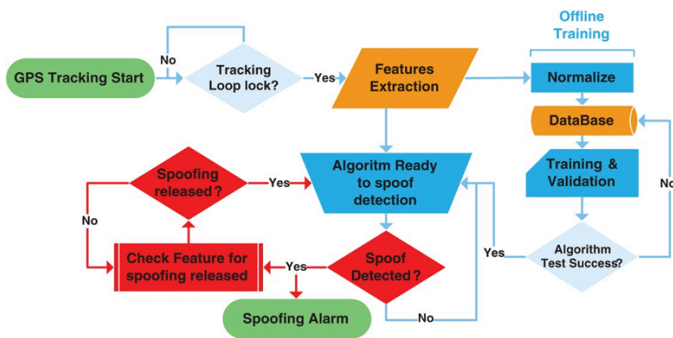 Offline
Training
No
GPS Tracking Start
Tracking
Loop lock?
Yes
Features
Extraction
Normalize
DataBase
Spoofing
released?
Yes
Algoritm Ready
to spoof
detection
Training &
Validation
No
No
Check Feature for
spoofing released
Yes
Spoof
Detected?
Yes
Algorithm
Test Success?
Spoofing Alarm
No